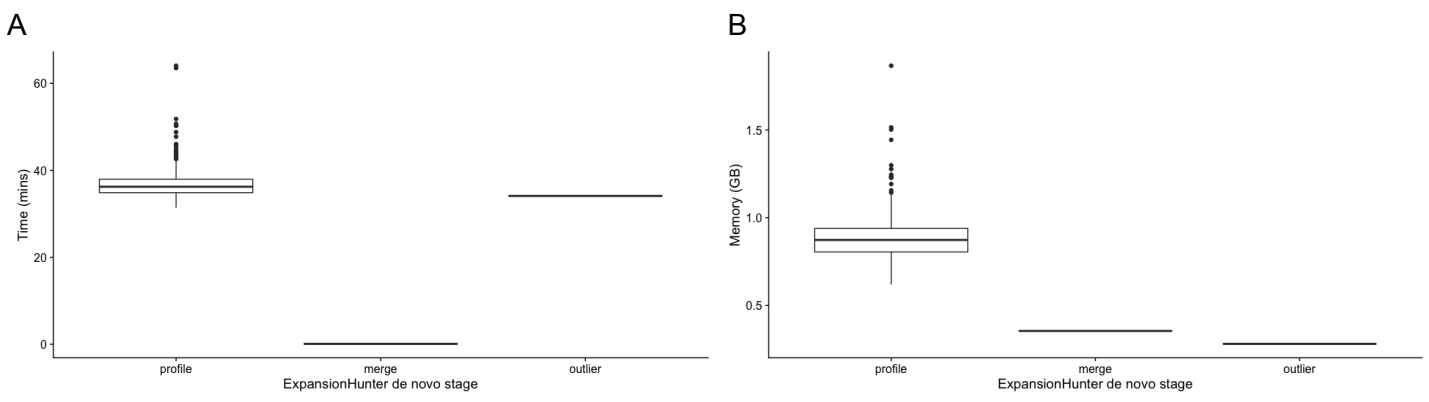 A
Time (mins)
60
40
20
0
profile merge outlier
ExpansionHunter de novo stage
B
Memory (GB)
1.5
1.0
0.5
profile merge outlier
ExpansionHunter de novo stage